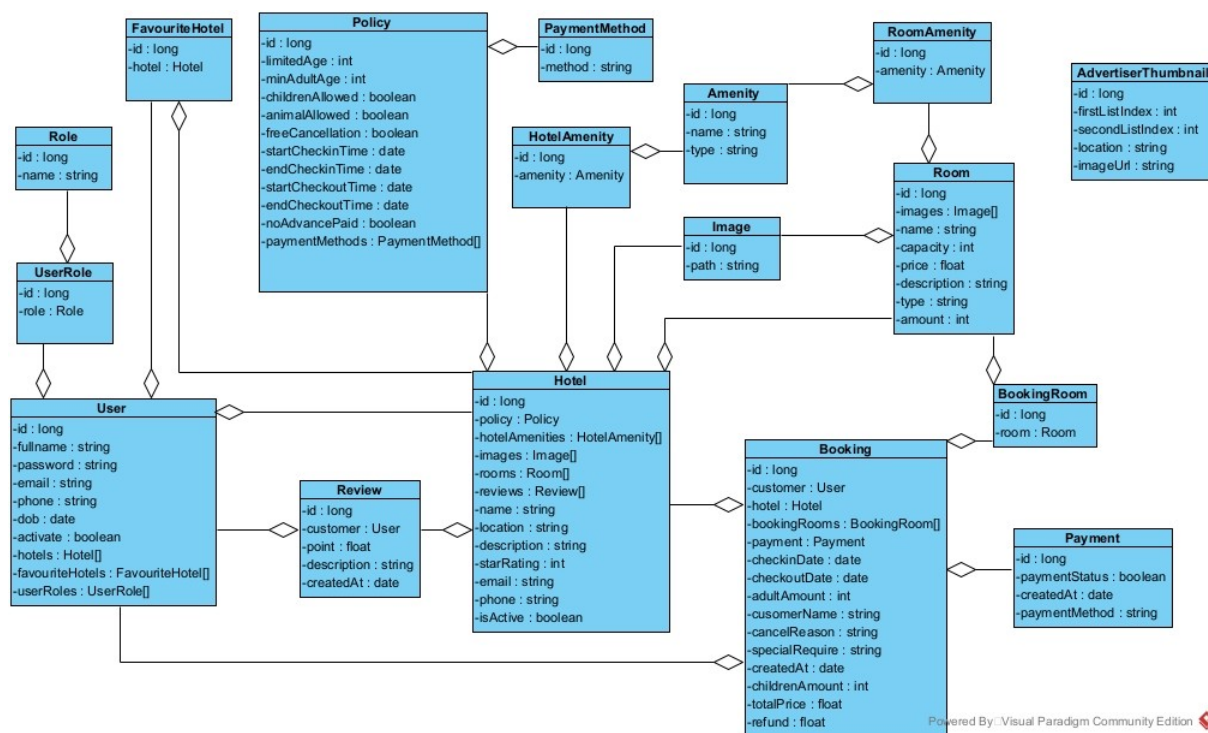 FavouriteHotel
-id : long
-hotel : Hotel
Policy
-id : long
-limitedAge : int
-minAdultAge : int
-childrenAllowed : boolean
-animalAllowed : boolean
-freeCancellation : boolean
-startCheckinTime : date
-endCheckinTime : date
-startCheckoutTime : date
-endCheckoutTime : date
-noAdvancePaid : boolean
-paymentMethods : PaymentMethod[]
PaymentMethod
-id : long
-method : string
RoomAmenity
-id : long
-amenity : Amenity
AdvertiserThumbnail
-id : long
-firstListIndex : int
-secondListIndex : int
-location : string
-imageUrl : string
Amenity
-id : long
-name : string
-type : string
HotelAmenity
-id : long
-amenity : Amenity
Role
-id : long
-name : string
Room
-id : long
-images : Image[]
-name : string
-capacity : int
-price : float
-description : string
-type : string
-amount : int
Image
-id : long
-path : string
UserRole
-id : long
-role : Role
Hotel
-id : long
-policy : Policy
-hotelAmenities : HotelAmenity[]
-images : Image[]
-rooms : Room[]
-reviews : Review[]
-name : string
-location : string
-description : string
-starRating : int
-email : string
-phone : string
-isActive : boolean
User
-id : long
-fullname : string
-password : string
-email : string
-phone : string
-dob : date
-activate : boolean
-hotels : Hotel[]
-favouriteHotels : FavouriteHotel[]
-userRoles : UserRole[]
Review
-id : long
-customer : User
-point : float
-description : string
-createdAt : date
BookingRoom
-id : long
-room : Room
Booking
-id : long
-customer : User
-hotel : Hotel
-bookingRooms : BookingRoom[]
-payment : Payment
-checkinDate : date
-checkoutDate : date
-adultAmount : int
-cusomerName : string
-cancelReason : string
-specialRequire : string
-createdAt : date
-childrenAmount : int
-totalPrice : float
-refund : float
Payment
-id : long
-paymentStatus : boolean
-createdAt : date
-paymentMethod : string
Powered By Visual Paradigm Community Edition